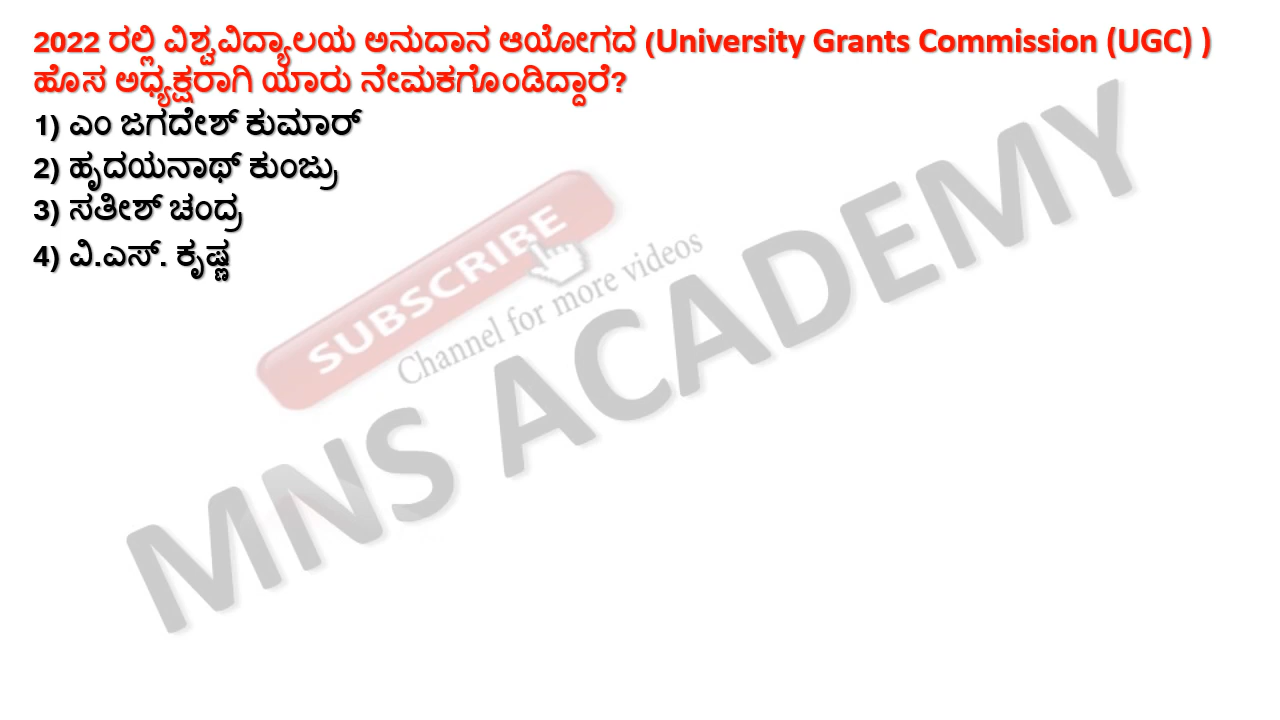 2022 ರಲ್ಲಿ ವಿಶ್ವವಿದ್ಯಾಲಯ ಅನುದಾನ ಆಯೋಗದ (University Grants Commission (UGC) )
ಹೊಸ ಅಧ್ಯಕ್ಷರಾಗಿ ಯಾರು ನೇಮಕಗೊಂಡಿದ್ದಾರೆ?
1) ಎಂ ಜಗದೇಶ್ ಕುಮಾರ್
2) ಹೃದಯನಾಥ್ ಕುಂಜ್ರು
3) ಸತೀಶ್ ಚಂದ್ರ
4) ವಿ.ಎಸ್. ಕೃಷ್ಣ
SUBSCRIBE
Channel for more videos
MNS ACADEMY